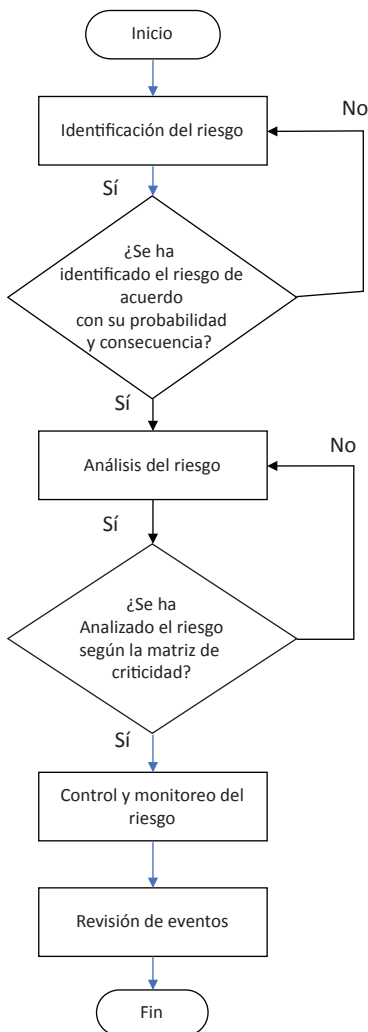 Inicio
No
Identificación del riesgo
Sí
¿Se ha
identificado el riesgo de
acuerdo
con su probabilidad
y consecuencia?
Sí
No
Análisis del riesgo
Sí
¿Se ha
Analizado el riesgo
según la matriz de
criticidad?
Sí
Control y monitoreo del
riesgo
Revisión de eventos
Fin